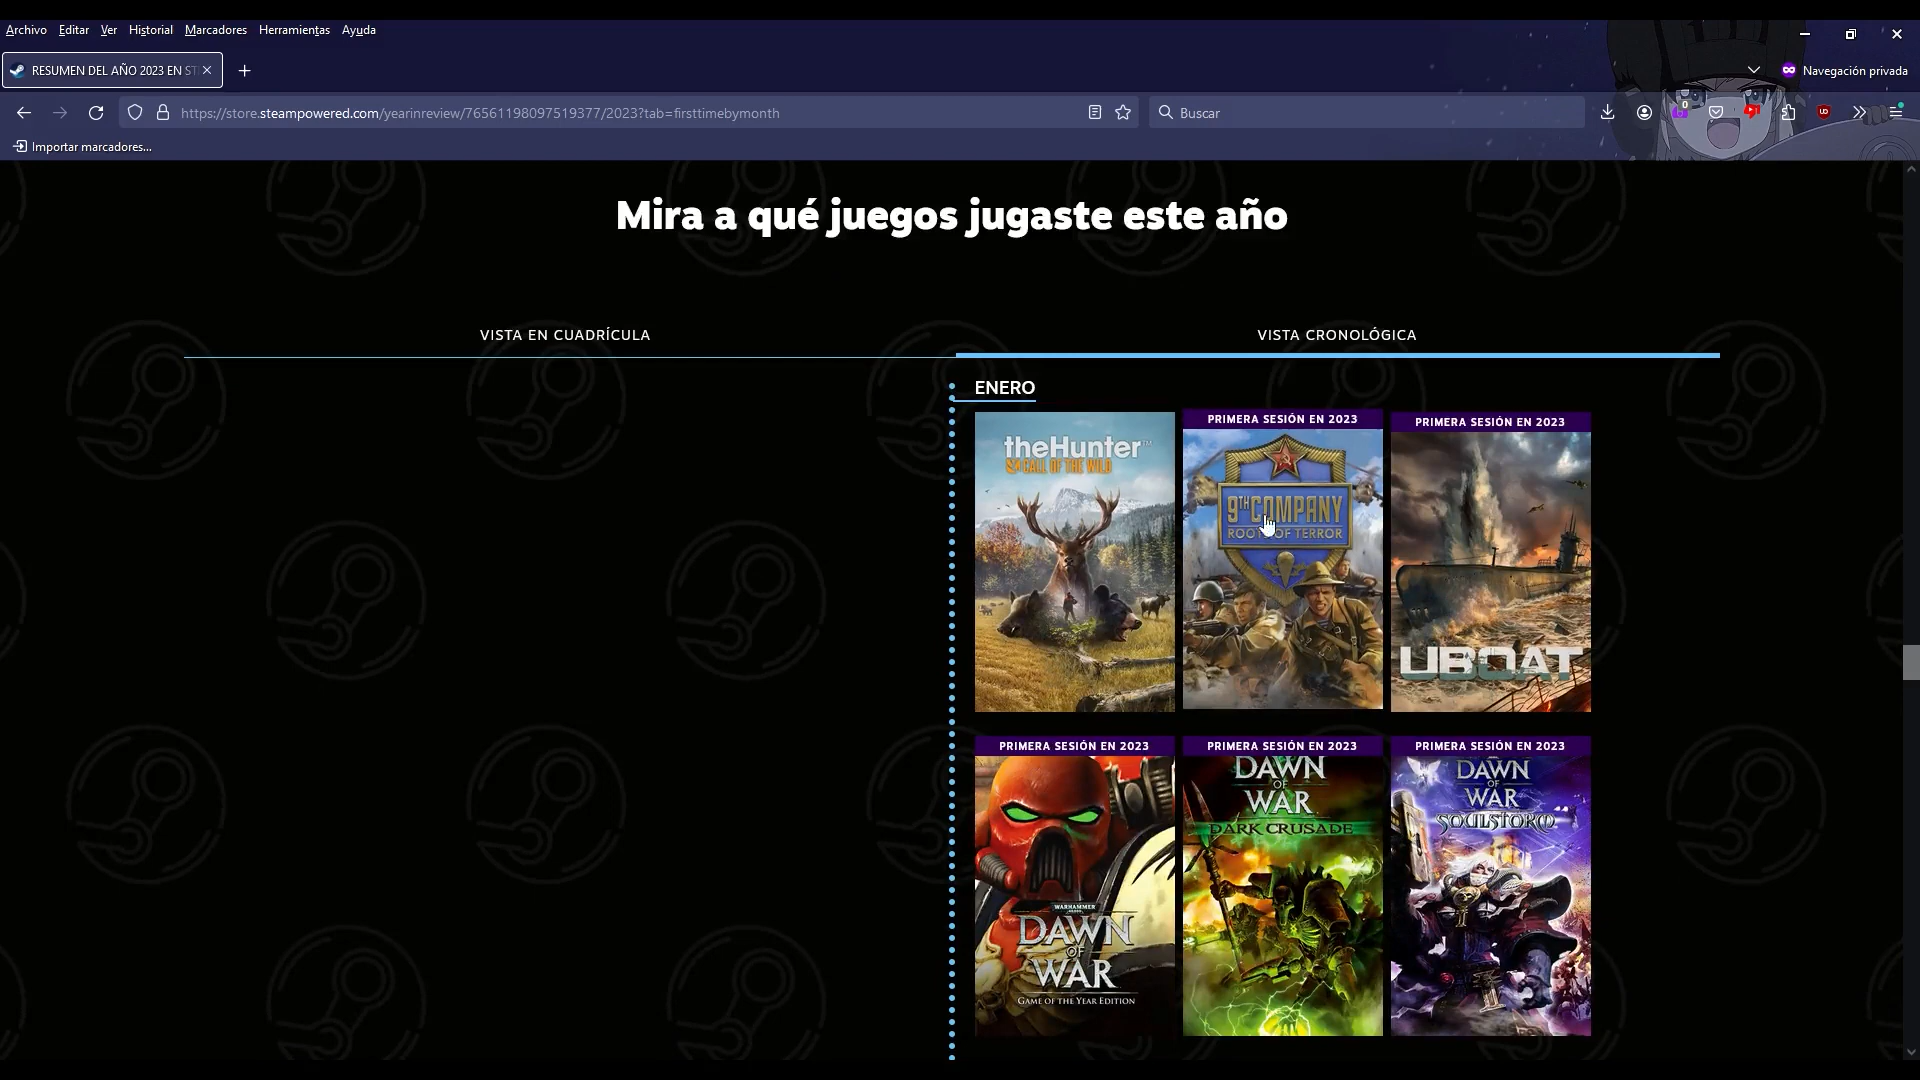 Archivo Editar Ver Historial Marcadores Herramientas Ayuda
RESUMEN DEL AÑO 2023 EN ST
Navegación privada
https://store.steampowered.com/yearinreview/76561198097519377/2023?tab=firsttimebymonth
Buscar
0
Importar marcadores...
Mira a qué juegos jugaste este año
VISTA EN CUADRÍCULA
VISTA CRONOLÓGICA
ENERO
theHunter
CALL OF THE WILD
PRIMERA SESIÓN EN 2023
9TH COMPANY
ROOTS OF TERROR
PRIMERA SESIÓN EN 2023
UBOAT
PRIMERA SESIÓN EN 2023
WARHAMMER
DAWN
OF
WAR
GAME OF THE YEAR EDITION
PRIMERA SESIÓN EN 2023
DAWN
OF
WAR
DARK CRUSADE
PRIMERA SESIÓN EN 2023
DAWN
OF
WAR
SOULSTORM